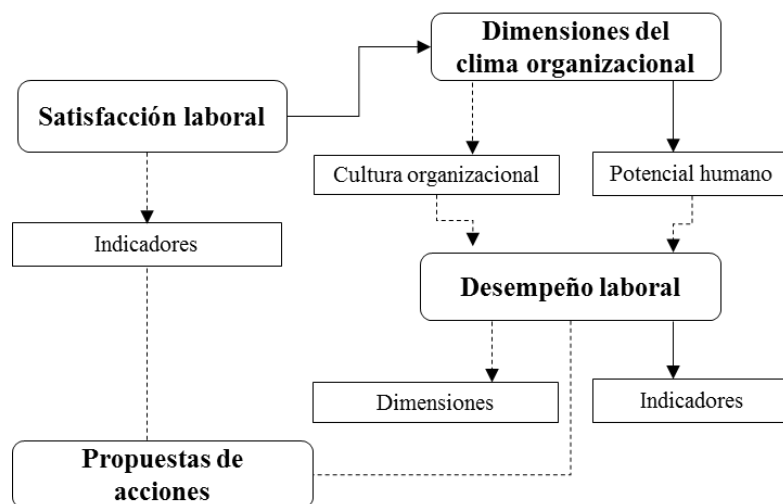 Dimensiones del
clima organizacional
Satisfacción laboral
Cultura organizacional
Potencial humano
Indicadores
Desempeño laboral
Dimensiones
Indicadores
Propuestas de
acciones